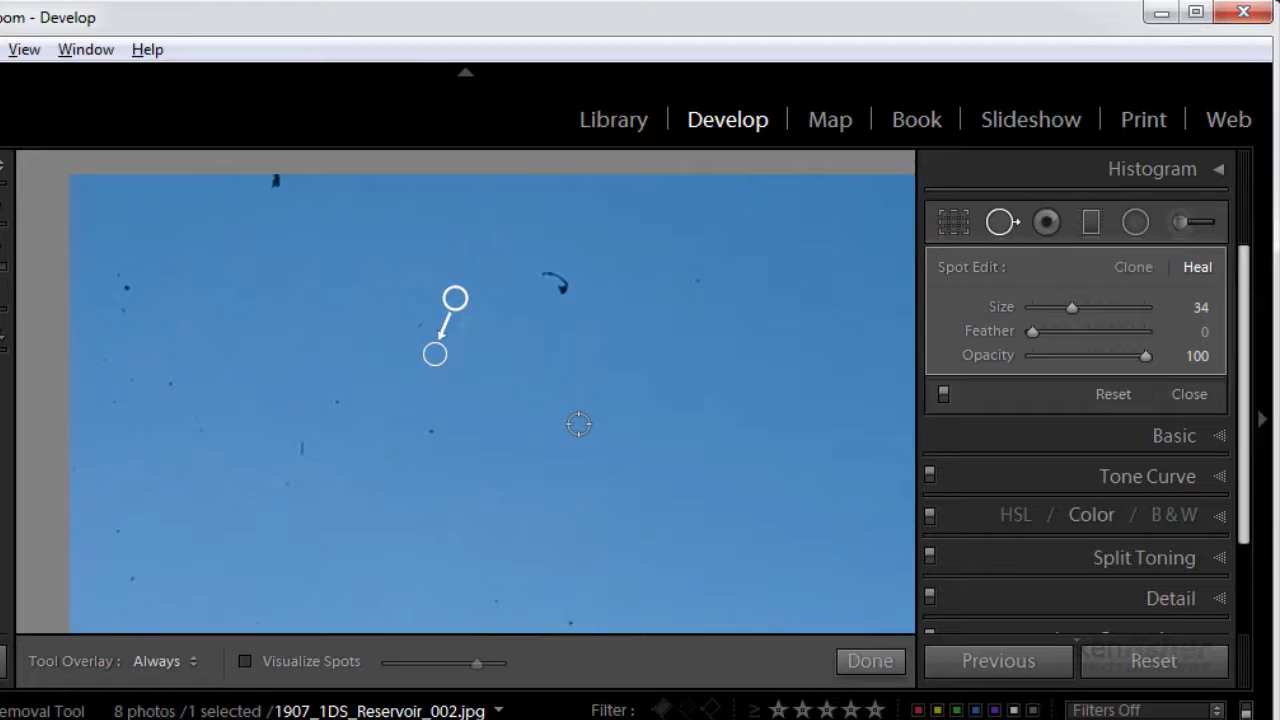 oom - Develop
View Window Help
Library | Develop | Map | Book | Slideshow | Print | Web
Histogram
Spot Edit : Clone | Heal
Size 34
Feather 0
Opacity 100
Reset Close
Basic
Tone Curve
HSL / Color / B & W
Split Toning
Detail
Tool Overlay : Always Visualize Spots Done Previous Reset
emoval Tool 8 photos /1 selected /1907_1DS_Reservoir_002.jpg Filter : ≥ Filters Off